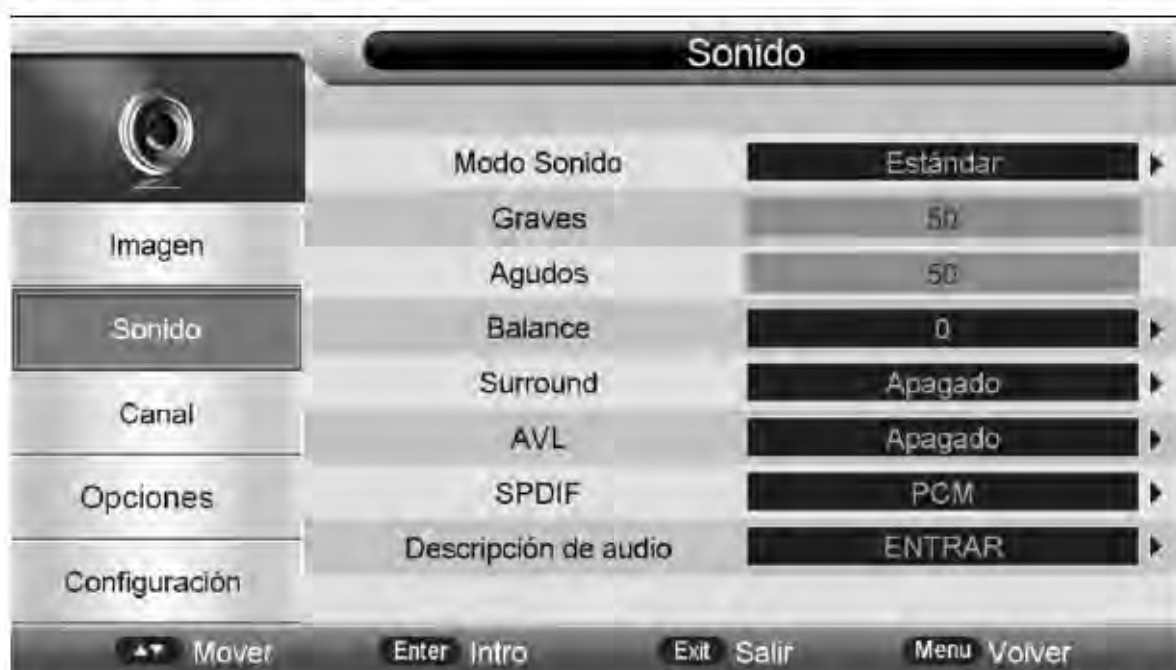 Sonido
Imagen
Sonido
Canal
Opciones
Configuración
Modo Sonido Estándar
Graves 50
Agudos 50
Balance 0
Surround Apagado
AVL Apagado
SPDIF PCM
Descripción de audio ENTRAR
Mover Enter Intro Exit Salir Menu Volver